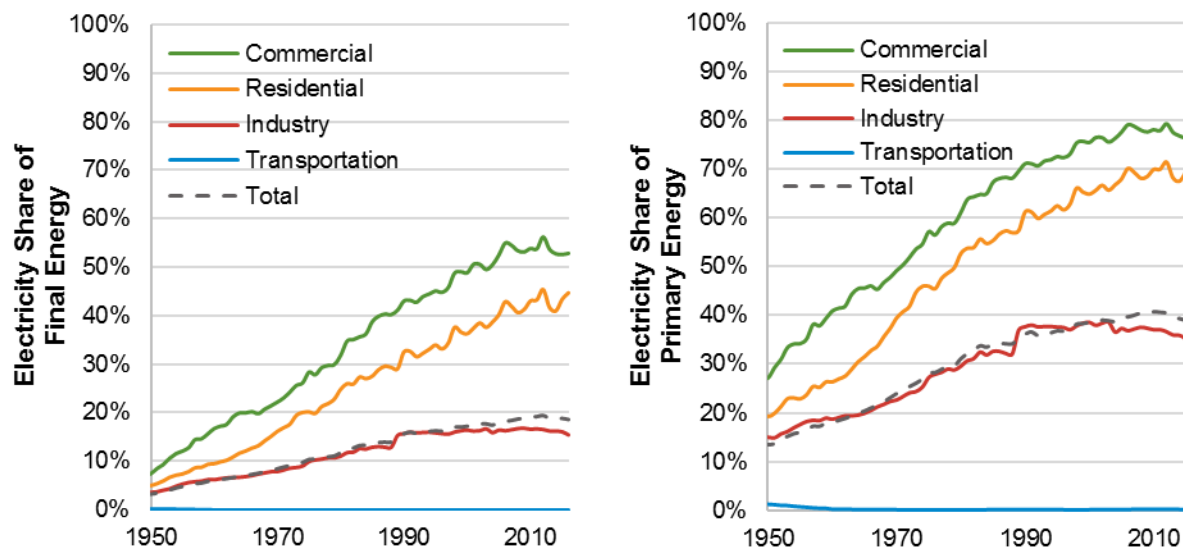 Electricity Share of
Final Energy
100%
90%
80%
70%
60%
50%
40%
30%
20%
10%
0%
Commercial
Residential
Industry
Transportation
Total
1950
1970
1990
2010
Electricity Share of
Primary Energy
100%
90%
80%
70%
60%
50%
40%
30%
20%
10%
0%
Commercial
Residential
Industry
Transportation
Total
1950
1970
1990
2010